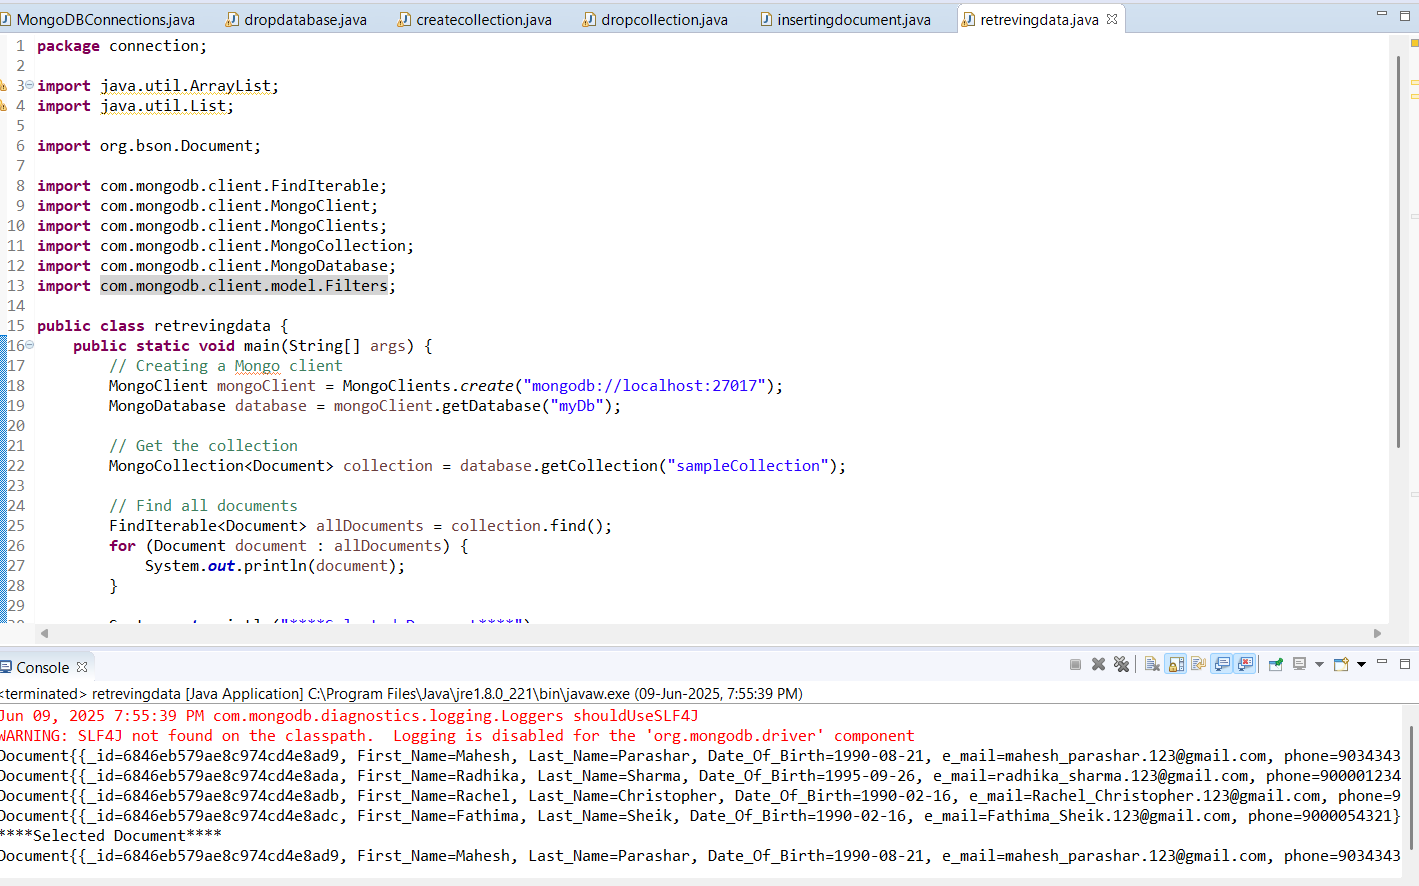 MongoDBConnections.java dropdatabase.java createcollection.java dropcollection.java insertingdocument.java retrevingdata.java
1 package connection;
2
3 import java.util.ArrayList;
4 import java.util.List;
5
6 import org.bson.Document;
7
8 import com.mongodb.client.FindIterable;
9 import com.mongodb.client.MongoClient;
10 import com.mongodb.client.MongoClients;
11 import com.mongodb.client.MongoCollection;
12 import com.mongodb.client.MongoDatabase;
13 import com.mongodb.client.model.Filters;
14
15 public class retrevingdata {
16 public static void main(String[] args) {
17 // Creating a Mongo client
18 MongoClient mongoClient = MongoClients.create("mongodb://localhost:27017");
19 MongoDatabase database = mongoClient.getDatabase("myDb");
20
21 // Get the collection
22 MongoCollection<Document> collection = database.getCollection("sampleCollection");
23
24 // Find all documents
25 FindIterable<Document> allDocuments = collection.find();
26 for (Document document : allDocuments) {
27 System.out.println(document);
28 }
29
Console
<terminated> retrevingdata [Java Application] C:\Program Files\Java\jre1.8.0_221\bin\javaw.exe (09-Jun-2025, 7:55:39 PM)
Jun 09, 2025 7:55:39 PM com.mongodb.diagnostics.logging.Loggers shouldUseSLF4J
WARNING: SLF4J not found on the classpath.  Logging is disabled for the 'org.mongodb.driver' component
Document{{_id=6846eb579ae8c974cd4e8ad9, First_Name=Mahesh, Last_Name=Parashar, Date_Of_Birth=1990-08-21, e_mail=mahesh_parashar.123@gmail.com, phone=9034343
Document{{_id=6846eb579ae8c974cd4e8ada, First_Name=Radhika, Last_Name=Sharma, Date_Of_Birth=1995-09-26, e_mail=radhika_sharma.123@gmail.com, phone=900001234
Document{{_id=6846eb579ae8c974cd4e8adb, First_Name=Rachel, Last_Name=Christopher, Date_Of_Birth=1990-02-16, e_mail=Rachel_Christopher.123@gmail.com, phone=9
Document{{_id=6846eb579ae8c974cd4e8adc, First_Name=Fathima, Last_Name=Sheik, Date_Of_Birth=1990-02-16, e_mail=Fathima_Sheik.123@gmail.com, phone=9000054321}
****Selected Document****
Document{{_id=6846eb579ae8c974cd4e8ad9, First_Name=Mahesh, Last_Name=Parashar, Date_Of_Birth=1990-08-21, e_mail=mahesh_parashar.123@gmail.com, phone=9034343